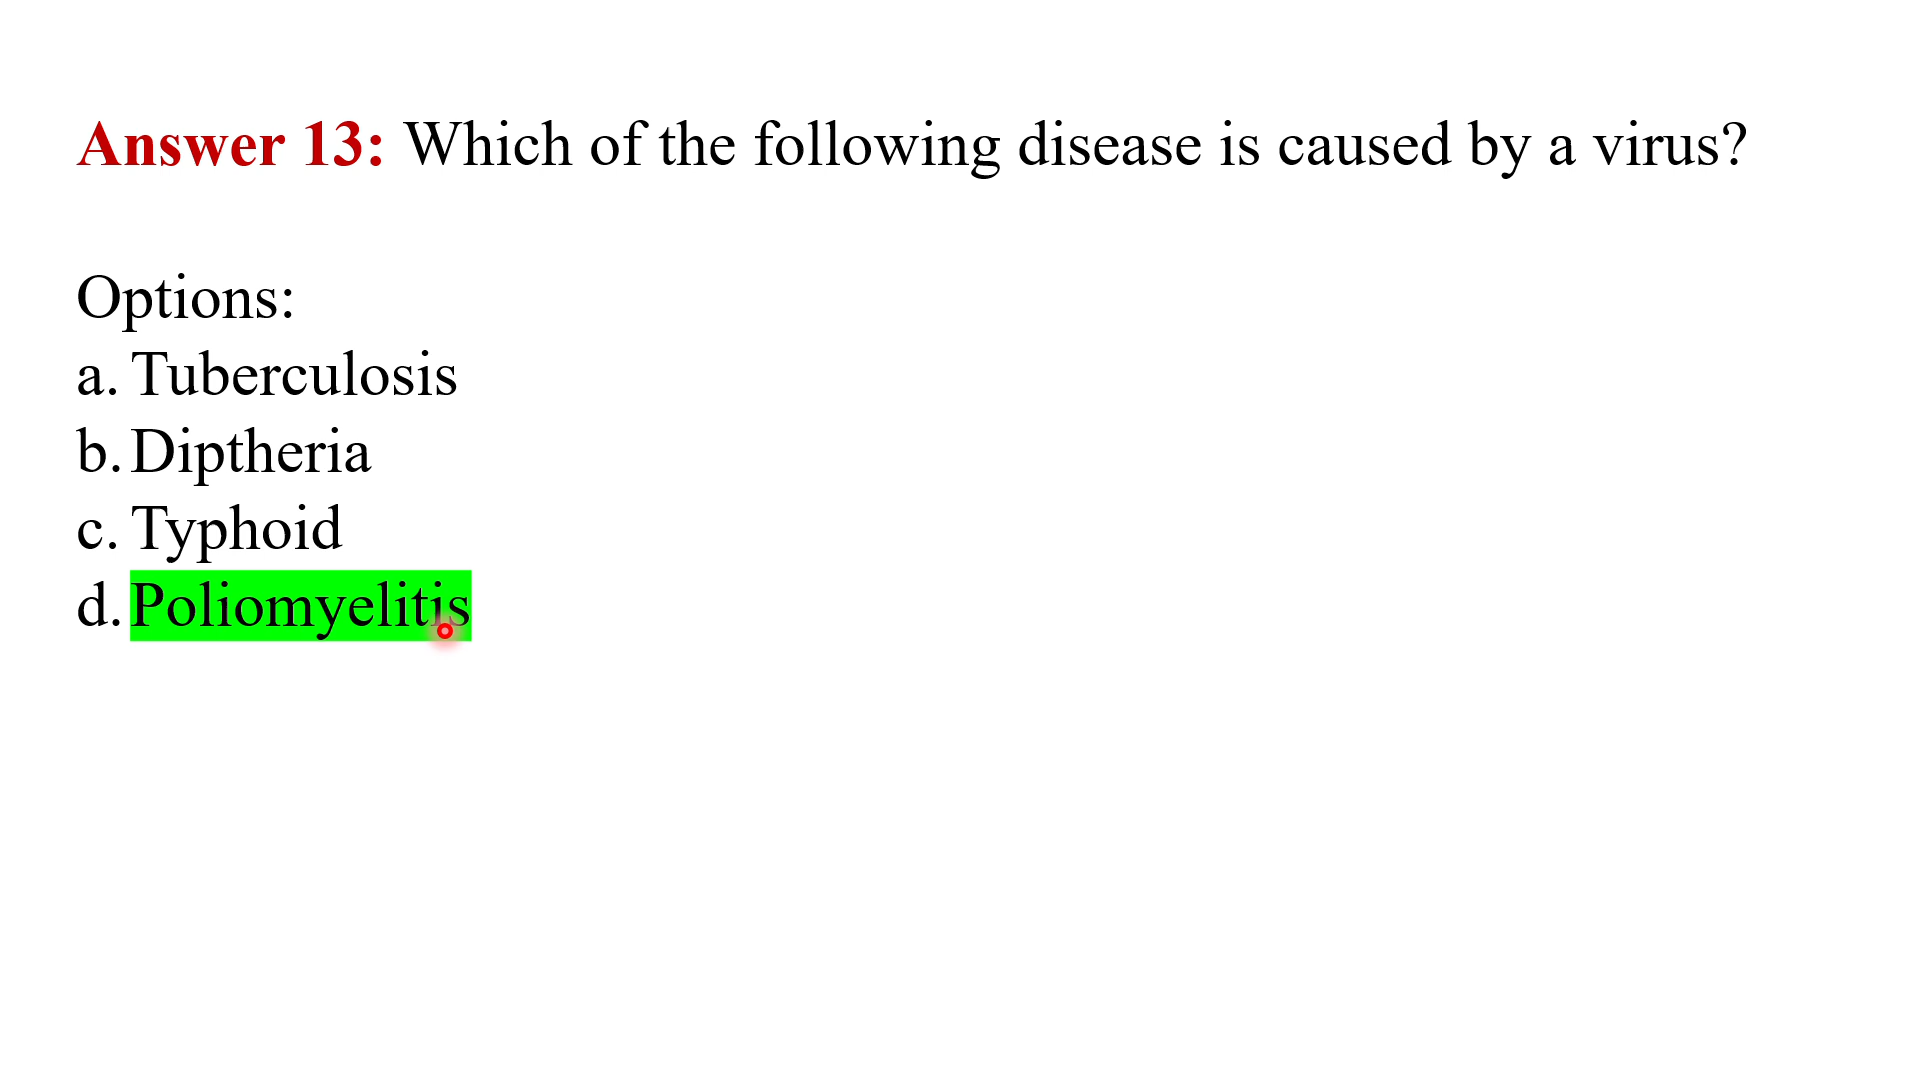 Answer 13: Which of the following disease is caused by a virus?
Options:
a. Tuberculosis
b. Diptheria
c. Typhoid
d. Poliomyelitis